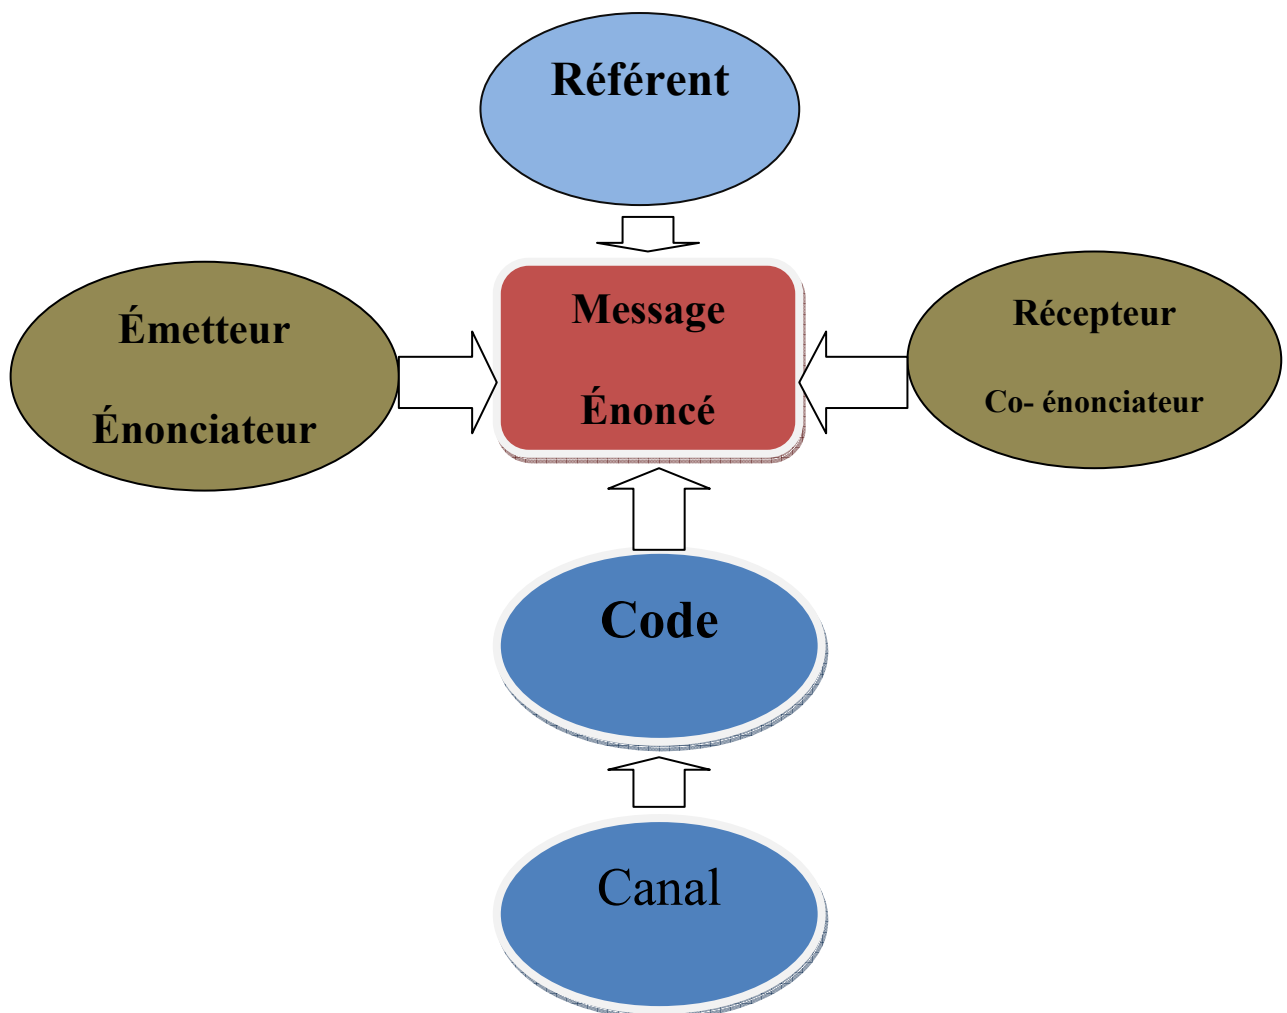 Référent
Émetteur
Énonciateur
Message
Énoncé
Récepteur
Co- énonciateur
Code
Canal